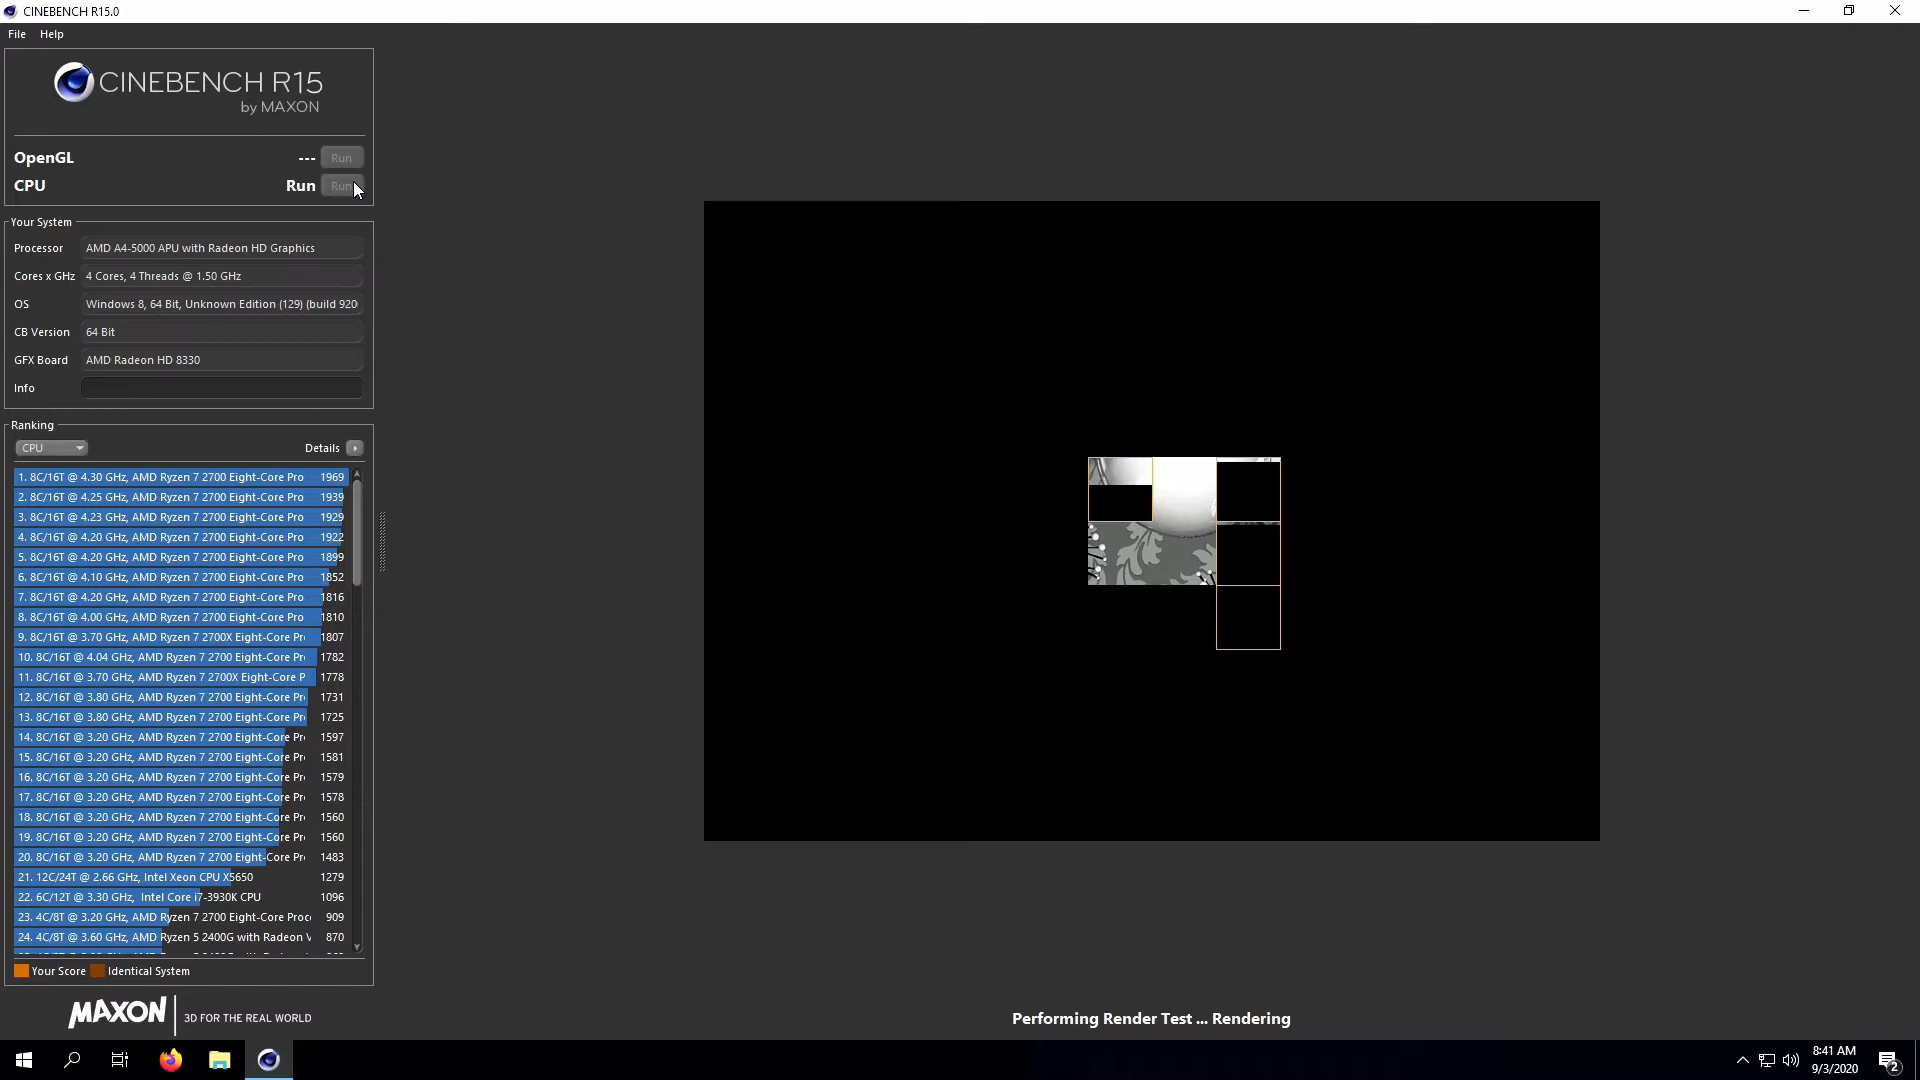 CINEBENCH R15.0
File Help
CINEBENCH R15
by MAXON
OpenGL --- Run
CPU Run Run
Your System
Processor AMD A4-5000 APU with Radeon HD Graphics
Cores x GHz 4 Cores, 4 Threads @ 1.50 GHz
OS Windows 8, 64 Bit, Unknown Edition (129) (build 920
CB Version 64 Bit
GFX Board AMD Radeon HD 8330
Info
Ranking
CPU Details
1. 8C/16T @ 4.30 GHz, AMD Ryzen 7 2700 Eight-Core Pro 1969
2. 8C/16T @ 4.25 GHz, AMD Ryzen 7 2700 Eight-Core Pro 1939
3. 8C/16T @ 4.23 GHz, AMD Ryzen 7 2700 Eight-Core Pro 1929
4. 8C/16T @ 4.20 GHz, AMD Ryzen 7 2700 Eight-Core Pro 1922
5. 8C/16T @ 4.20 GHz, AMD Ryzen 7 2700 Eight-Core Pro 1899
6. 8C/16T @ 4.10 GHz, AMD Ryzen 7 2700 Eight-Core Pro 1852
7. 8C/16T @ 4.20 GHz, AMD Ryzen 7 2700 Eight-Core Pro 1816
8. 8C/16T @ 4.00 GHz, AMD Ryzen 7 2700 Eight-Core Pro 1810
9. 8C/16T @ 3.70 GHz, AMD Ryzen 7 2700X Eight-Core Pr 1807
10. 8C/16T @ 4.04 GHz, AMD Ryzen 7 2700 Eight-Core Pr 1782
11. 8C/16T @ 3.70 GHz, AMD Ryzen 7 2700X Eight-Core P 1778
12. 8C/16T @ 3.80 GHz, AMD Ryzen 7 2700 Eight-Core Pr 1731
13. 8C/16T @ 3.80 GHz, AMD Ryzen 7 2700 Eight-Core Pr 1725
14. 8C/16T @ 3.20 GHz, AMD Ryzen 7 2700 Eight-Core Pr 1597
15. 8C/16T @ 3.20 GHz, AMD Ryzen 7 2700 Eight-Core Pr 1581
16. 8C/16T @ 3.20 GHz, AMD Ryzen 7 2700 Eight-Core Pr 1579
17. 8C/16T @ 3.20 GHz, AMD Ryzen 7 2700 Eight-Core Pr 1578
18. 8C/16T @ 3.20 GHz, AMD Ryzen 7 2700 Eight-Core Pr 1560
19. 8C/16T @ 3.20 GHz, AMD Ryzen 7 2700 Eight-Core Pr 1560
20. 8C/16T @ 3.20 GHz, AMD Ryzen 7 2700 Eight-Core Pr 1483
21. 12C/24T @ 2.66 GHz, Intel Xeon CPU X5650 1279
22. 6C/12T @ 3.30 GHz, Intel Core i7-3930K CPU 1096
23. 4C/8T @ 3.20 GHz, AMD Ryzen 7 2700 Eight-Core Proc 909
24. 4C/8T @ 3.60 GHz, AMD Ryzen 5 2400G with Radeon V 870
Your Score Identical System
MAXON 3D FOR THE REAL WORLD
Performing Render Test ... Rendering
8:41 AM
9/3/2020
2